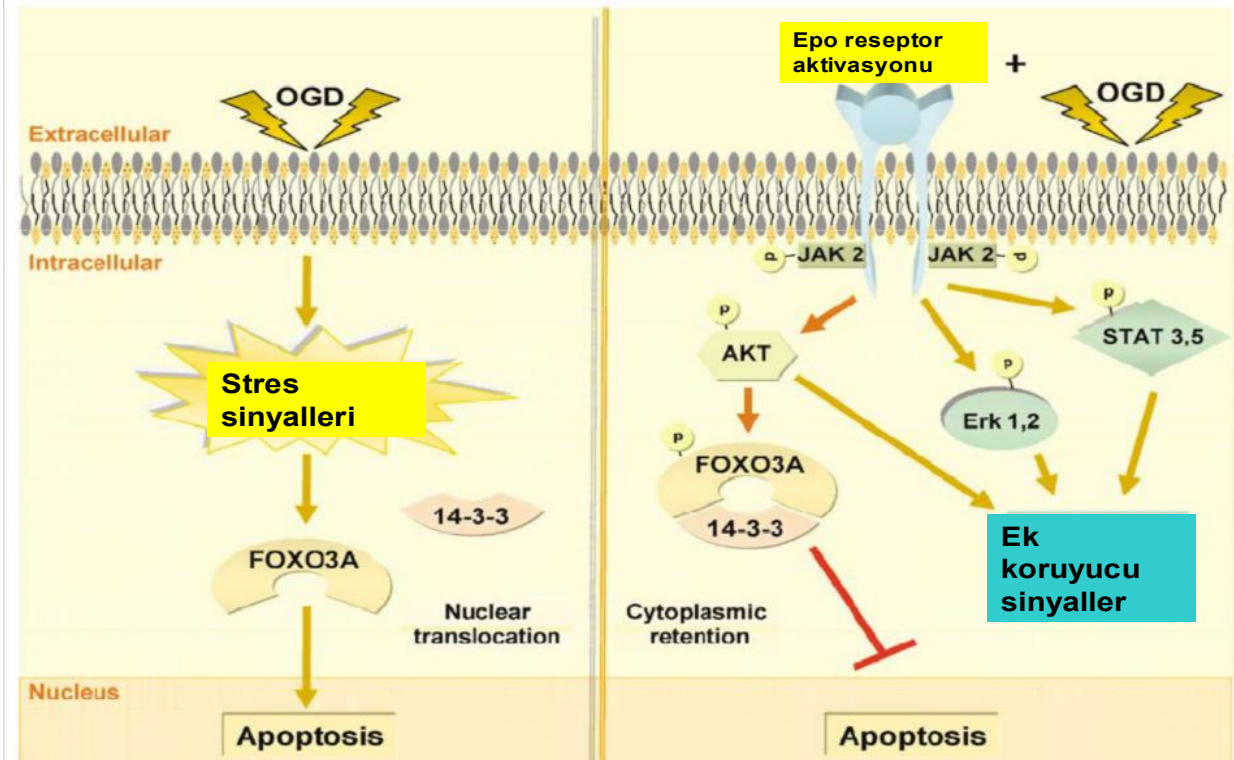 OGD
Extracellular
Intracellular
Stres
sinyalleri
14-3-3
FOXO3A
Nuclear
translocation
Nucleus
Apoptosis
Epo reseptor
aktivasyonu
+
OGD
P
JAK 2
JAK 2
P
P
AKT
P
STAT 3,5
P
Erk 1,2
P
FOXO3A
14-3-3
Ek
koruyucu
sinyaller
Cytoplasmic
retention
Apoptosis